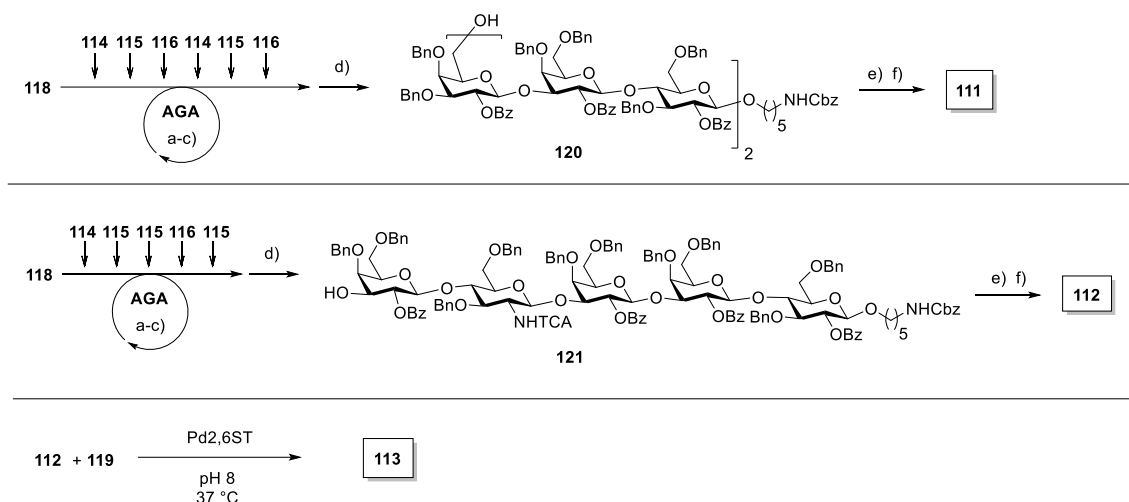 114 115 116 114 115 116
118
AGA
a-c)
d)
OH
BnO
OBn
BnO
OBn
BnO
O
O
OBz
BnO
O
O
OBz
BnO
O
OBz
O
5
NHCbz
2
120
e) f)
111
114 115 115 116 115
118
AGA
a-c)
d)
BnO
OBn
O
HO
OBz
O
OBn
O
BnO
NHTCA
O
BnO
OBn
O
OBz
O
BnO
OBn
O
OBz
O
OBn
O
BnO
OBz
O
5
NHCbz
121
e) f)
112
112 + 119
Pd2,6ST
pH 8
37 °C
113